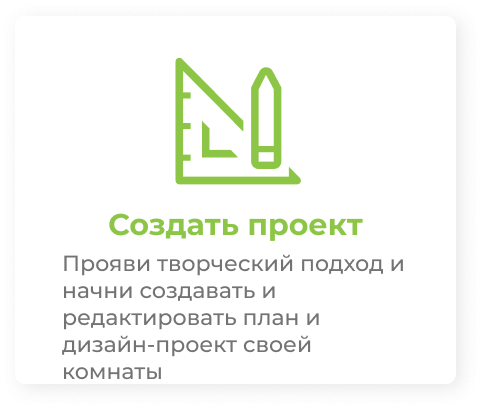 Создать проект
Прояви творческий подход и
начни создавать и
редактировать план и
дизайн-проект своей
комнаты